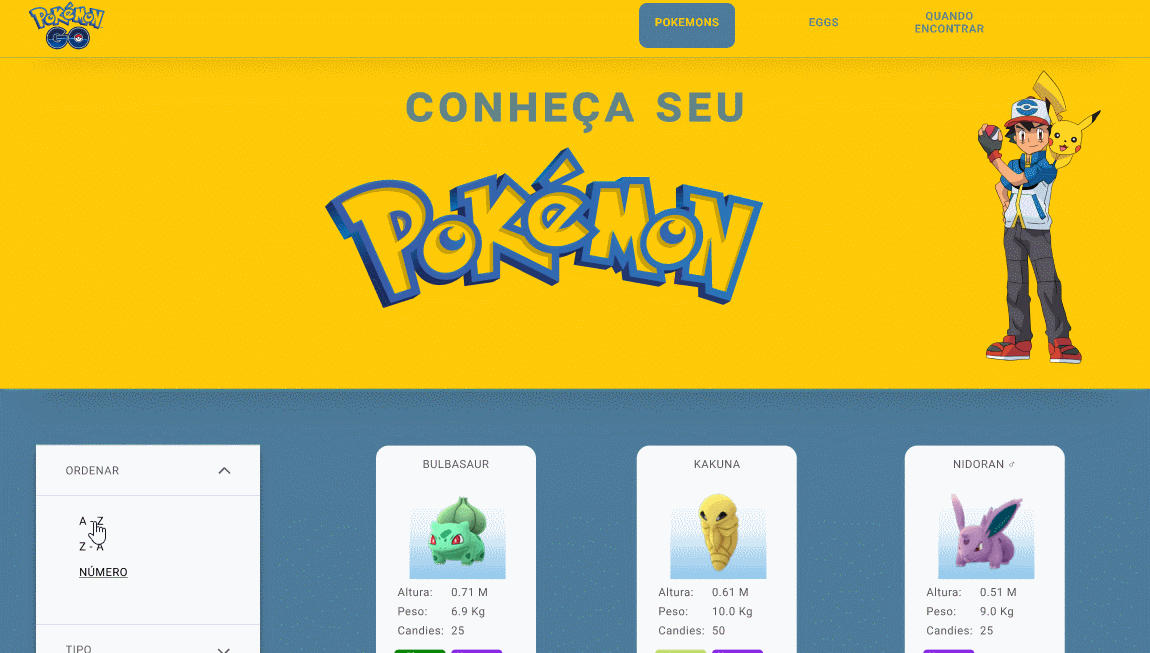 POKÉMON
GO
POKEMONS
EGGS
QUANDO
ENCONTRAR
CONHEÇA SEU
POKÉMON
ORDENAR
A - Z
Z - A
NÚMERO
TIPO
BULBASAUR
Altura: 0.71 M
Peso: 6.9 Kg
Candies: 25
KAKUNA
Altura: 0.61 M
Peso: 10.0 Kg
Candies: 50
NIDORAN ♂
Altura: 0.51 M
Peso: 9.0 Kg
Candies: 25